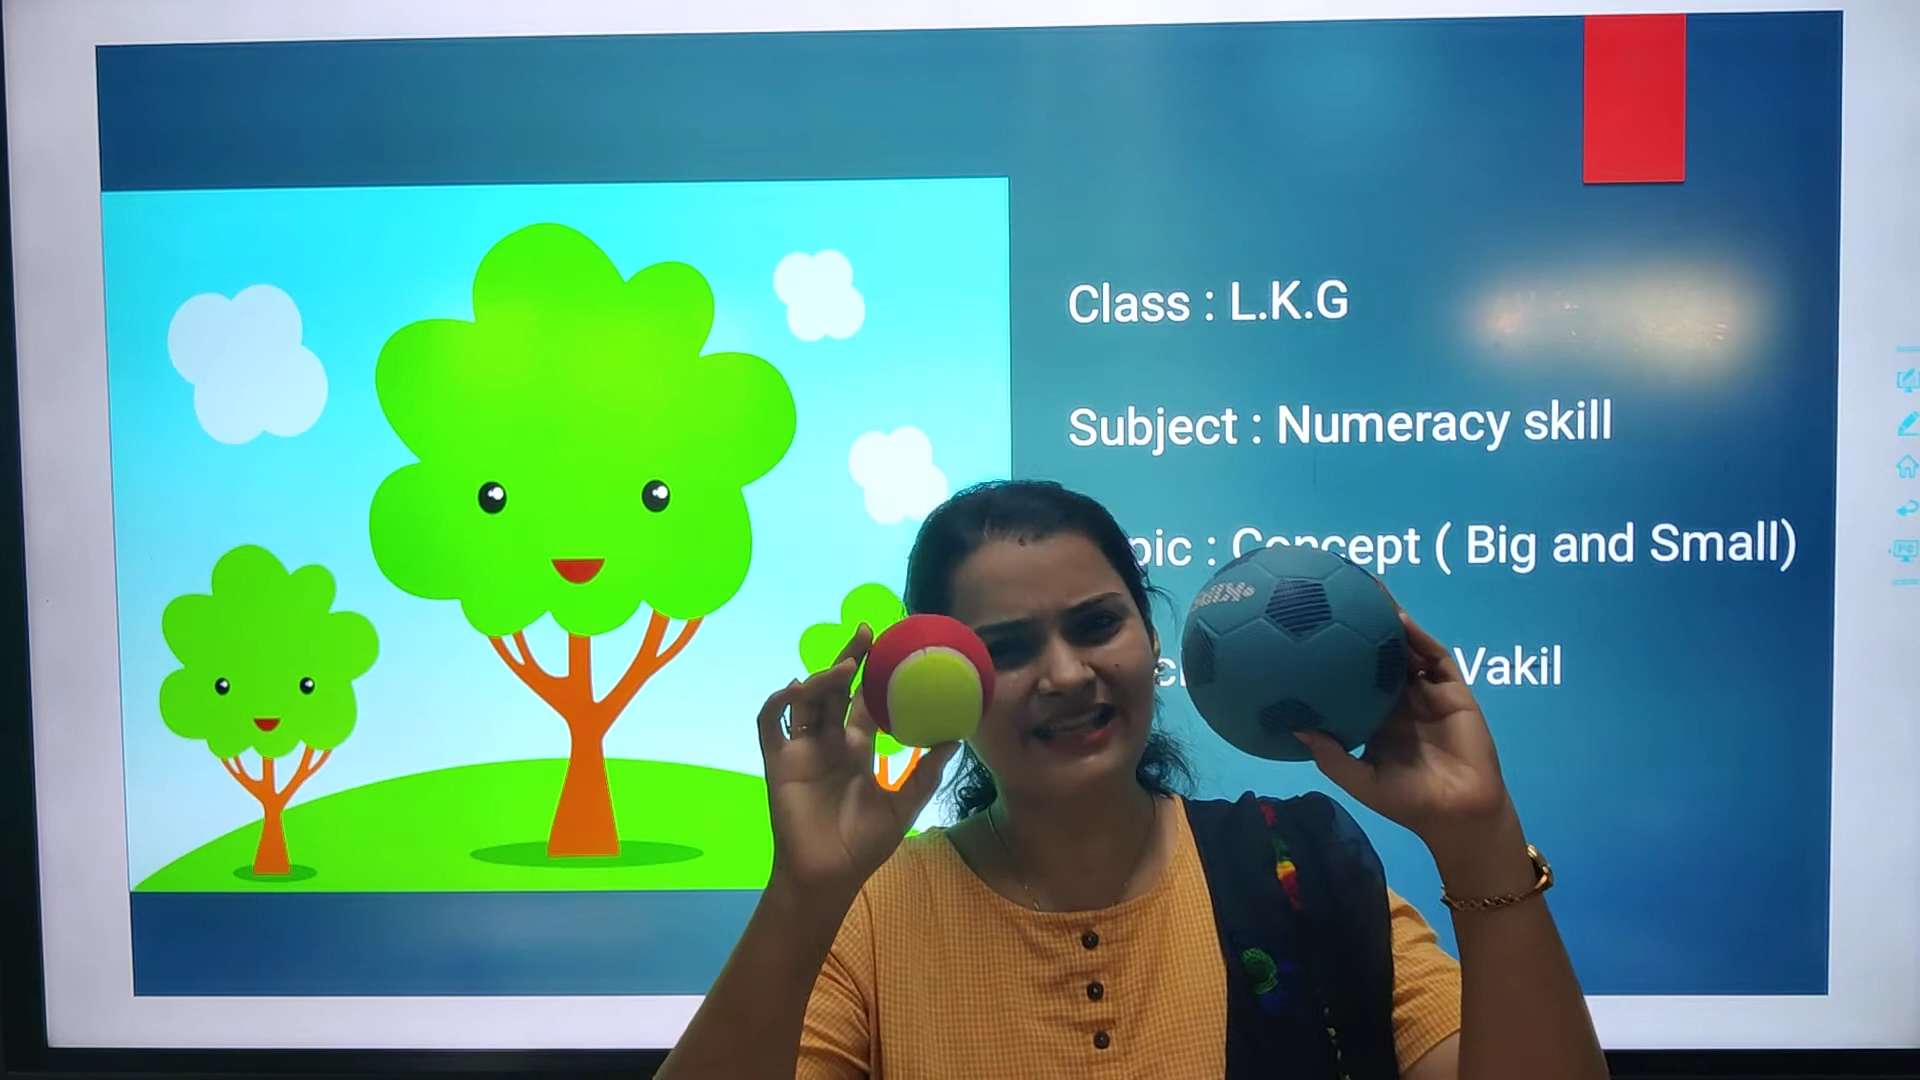 Class : L.K.G
Subject : Numeracy skill
: Concept ( Big and Small)
Vakil